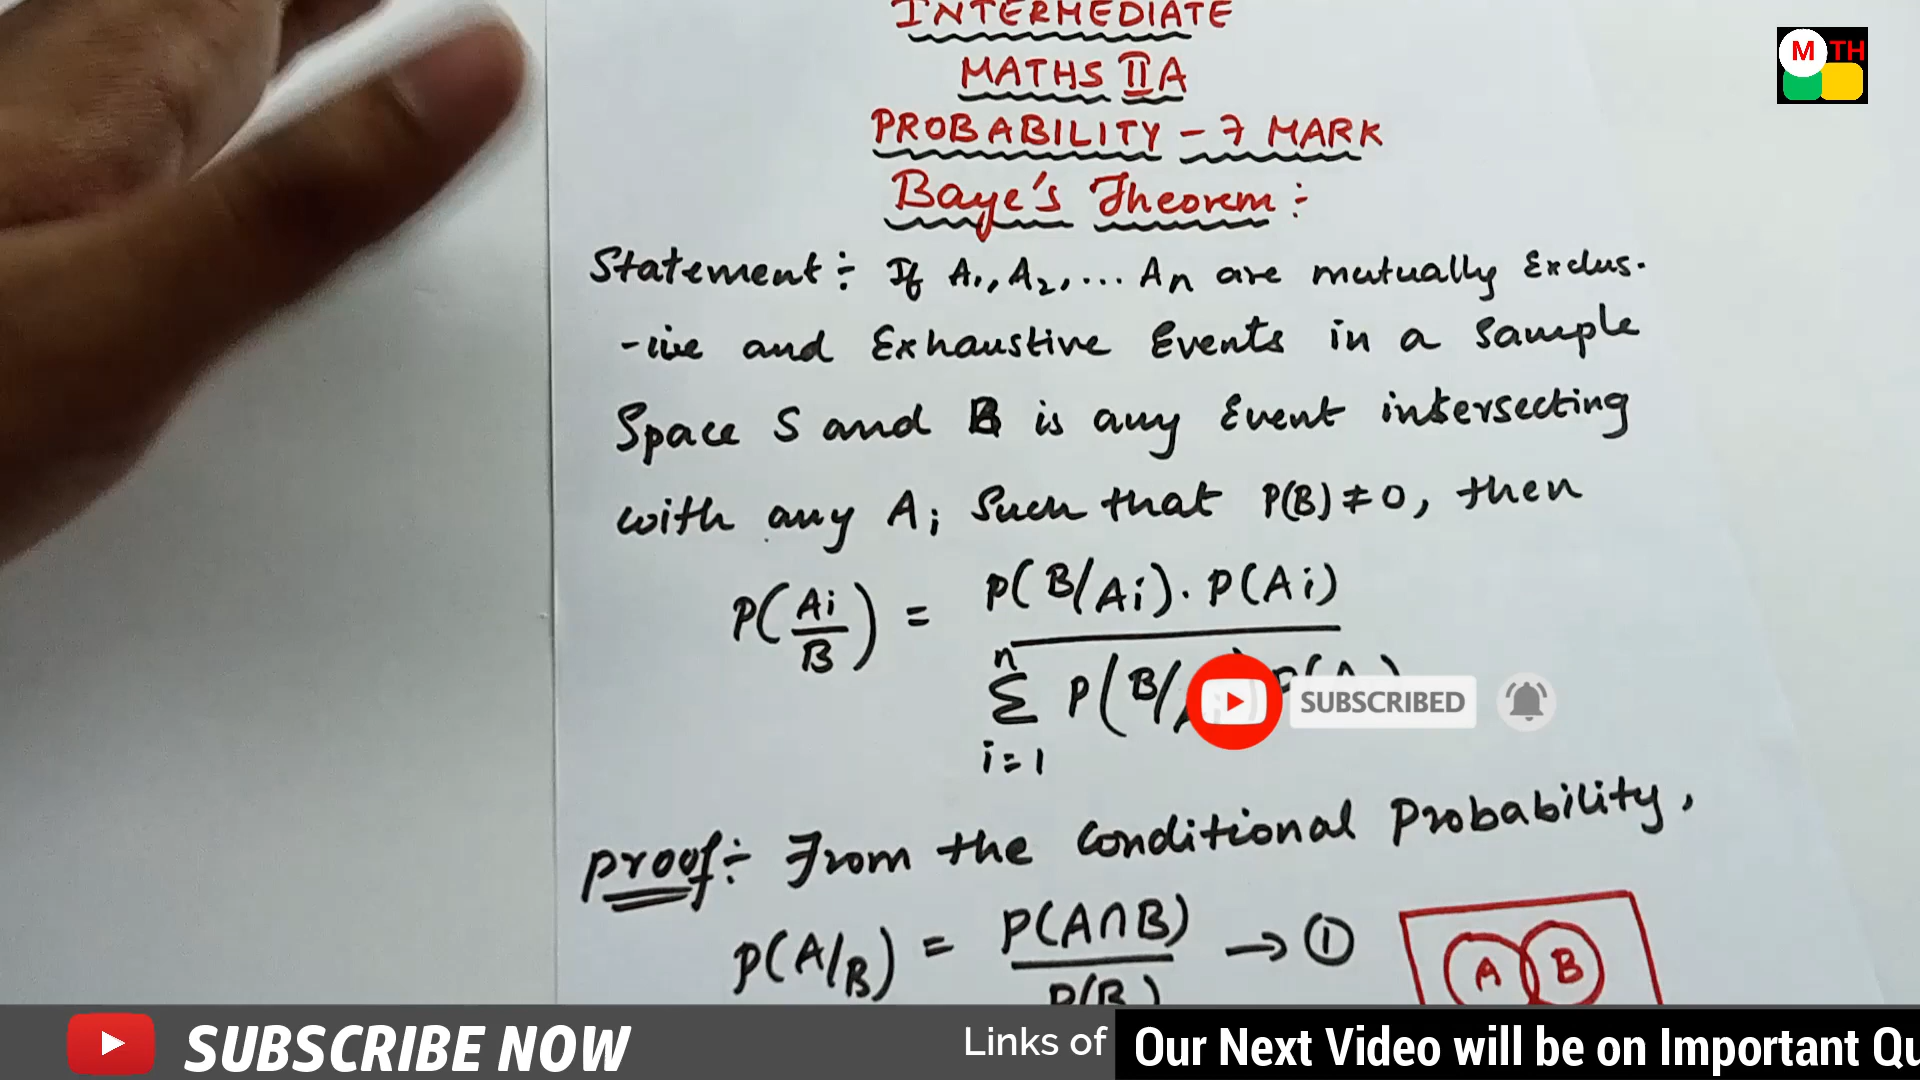 INTERMEDIATE
MATHS IIA
PROBABILITY - 7 MARK
Baye's Theorem :-
Statement :- If A₁, A₂, ... An are mutually Exclus-
-ive and Exhaustive Events in a Sample
Space S and B is any Event intersecting
with any Ai such that P(B) ≠ 0, then
P(Ai/B) = P(B/Ai). P(Ai)
n
Σ P(B/
i=1
SUBSCRIBED
Proof :- From the Conditional Probability,
P(A/B) = P(A∩B) / P(B) → ①
A B
M TH
SUBSCRIBE NOW
Links of
Our Next Video will be on Important Qu